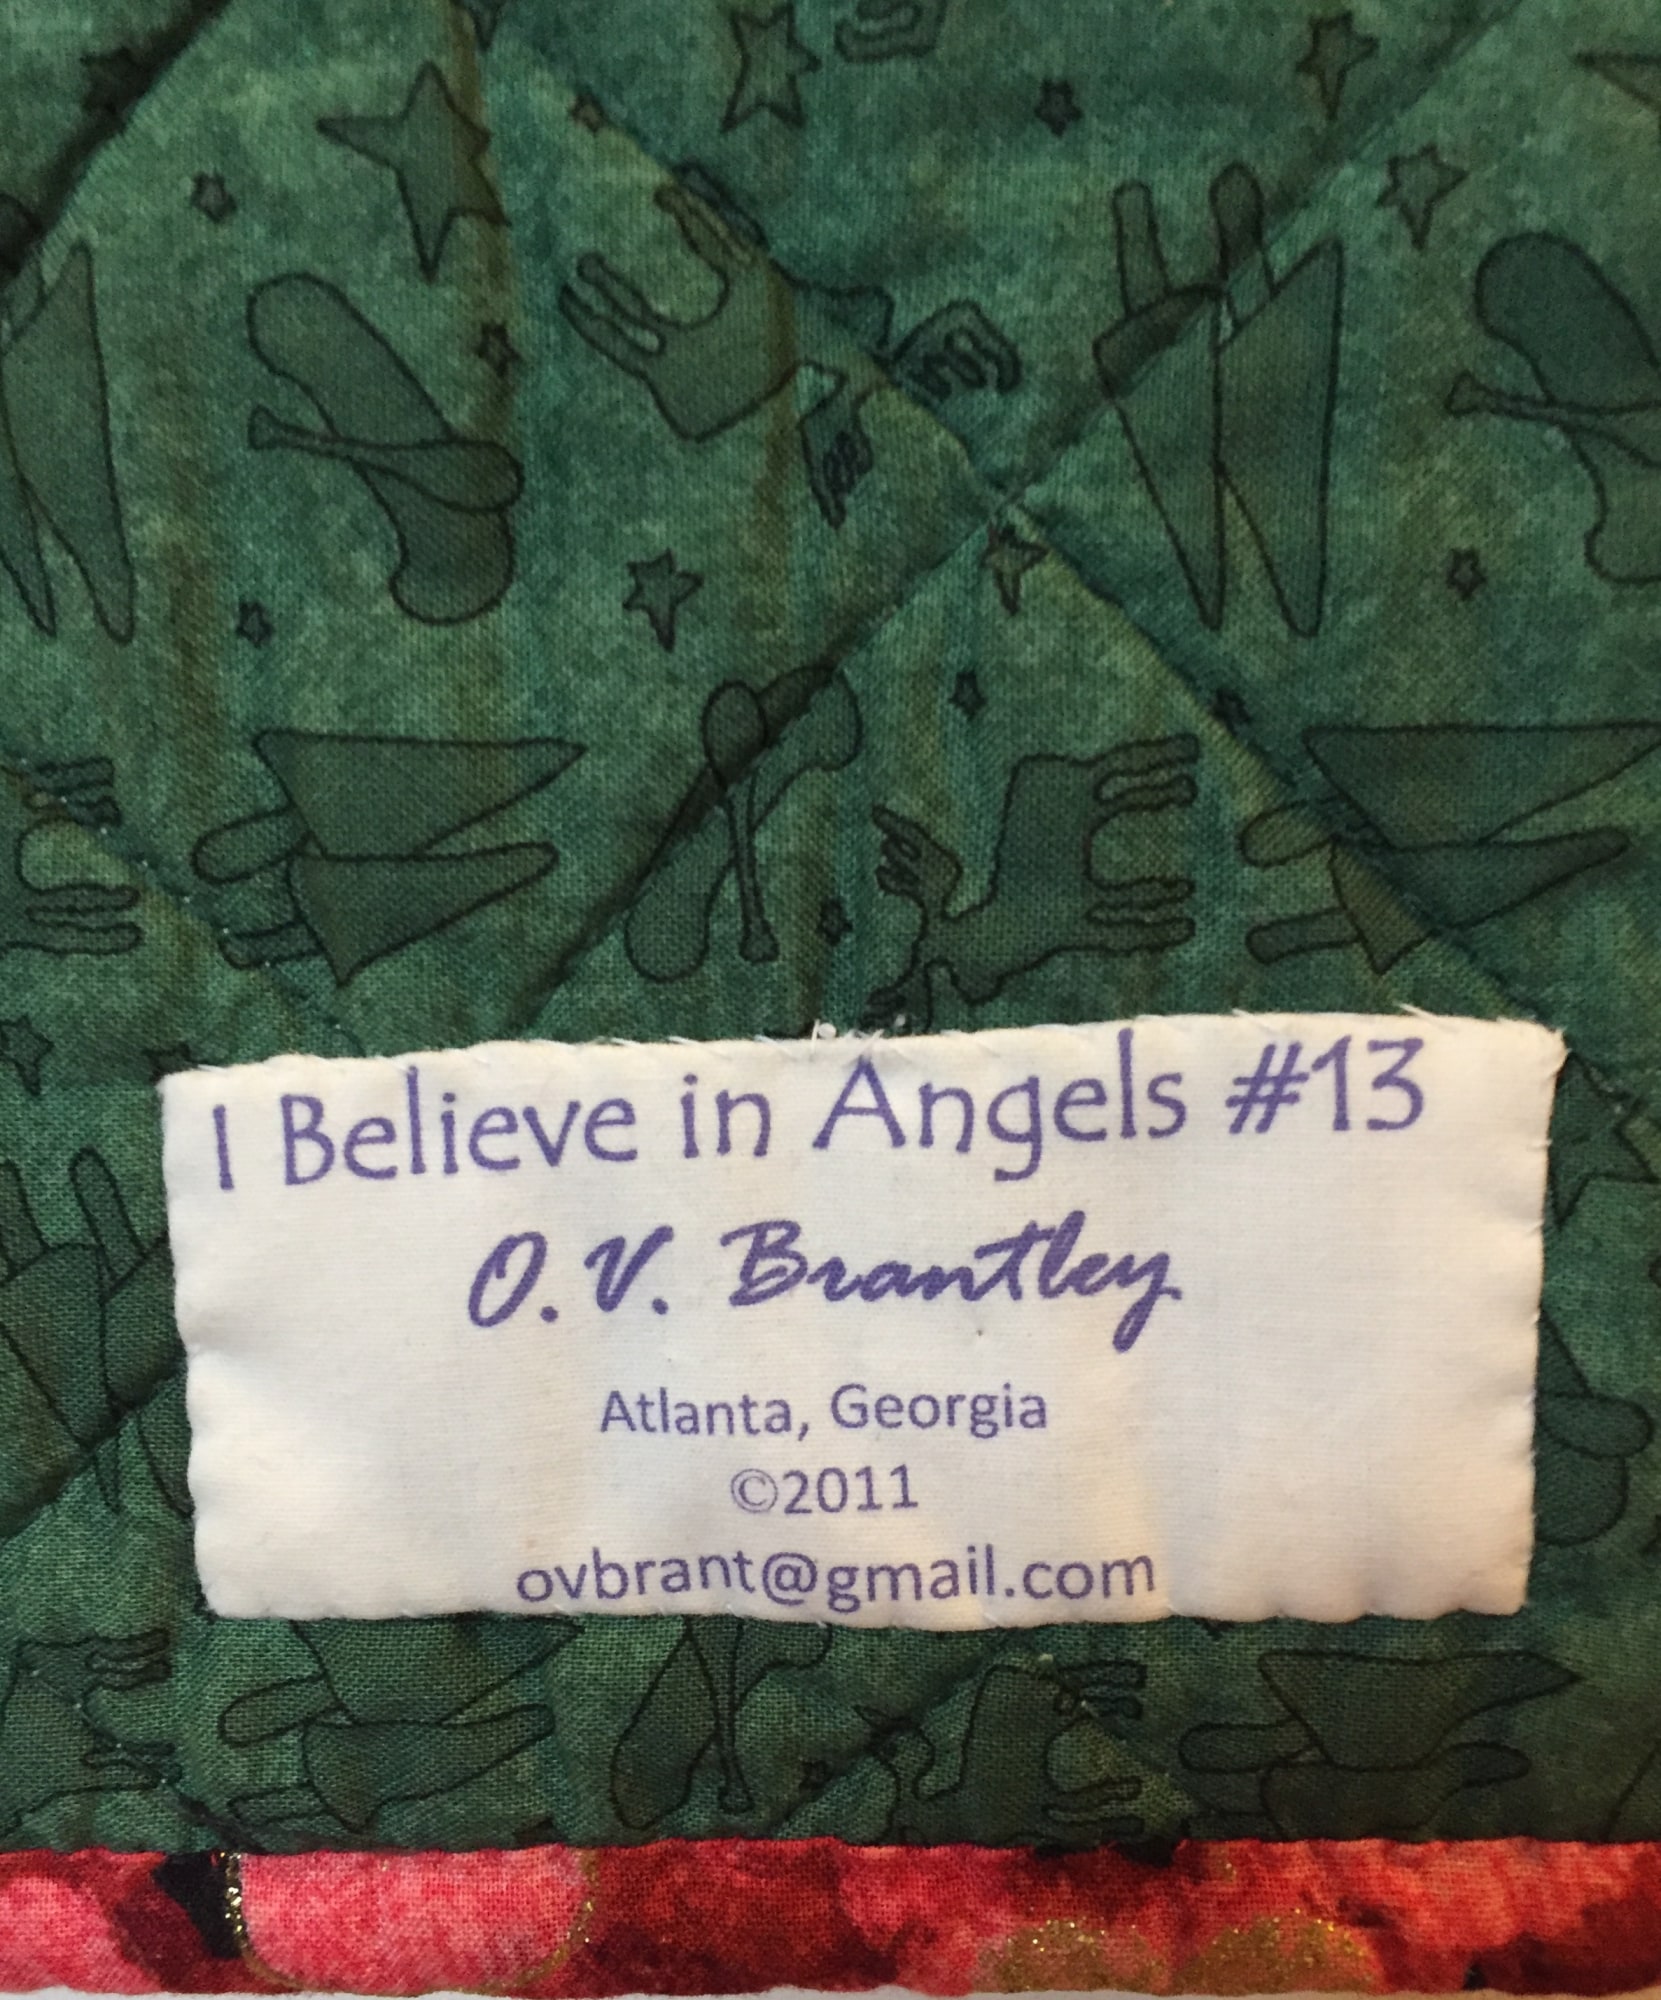 I Believe in Angels #13
O.V. Brantley
Atlanta, Georgia
©2011
ovbrant@gmail.com